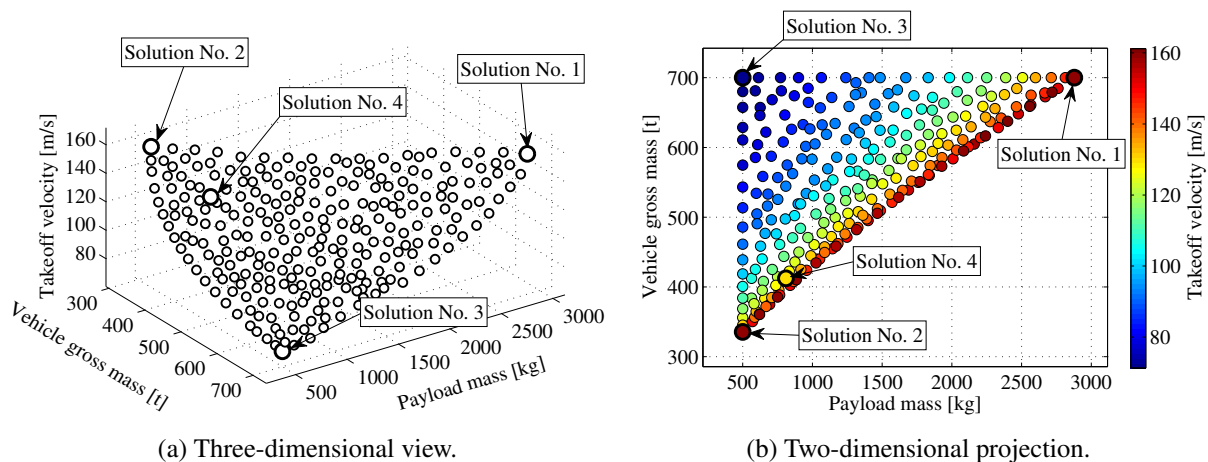 Solution No. 2
Solution No. 1
Solution No. 4
Solution No. 3
Takeoff velocity [m/s]
160
140
120
100
80
Vehicle gross mass [t]
300
400
500
600
700
Payload mass [kg]
500
1000
1500
2000
2500
3000
(a) Three-dimensional view.
Solution No. 3
Solution No. 1
Solution No. 4
Solution No. 2
Vehicle gross mass [t]
700
600
500
400
300
500 1000 1500 2000 2500 3000
Payload mass [kg]
160
140
120
100
80
Takeoff velocity [m/s]
(b) Two-dimensional projection.